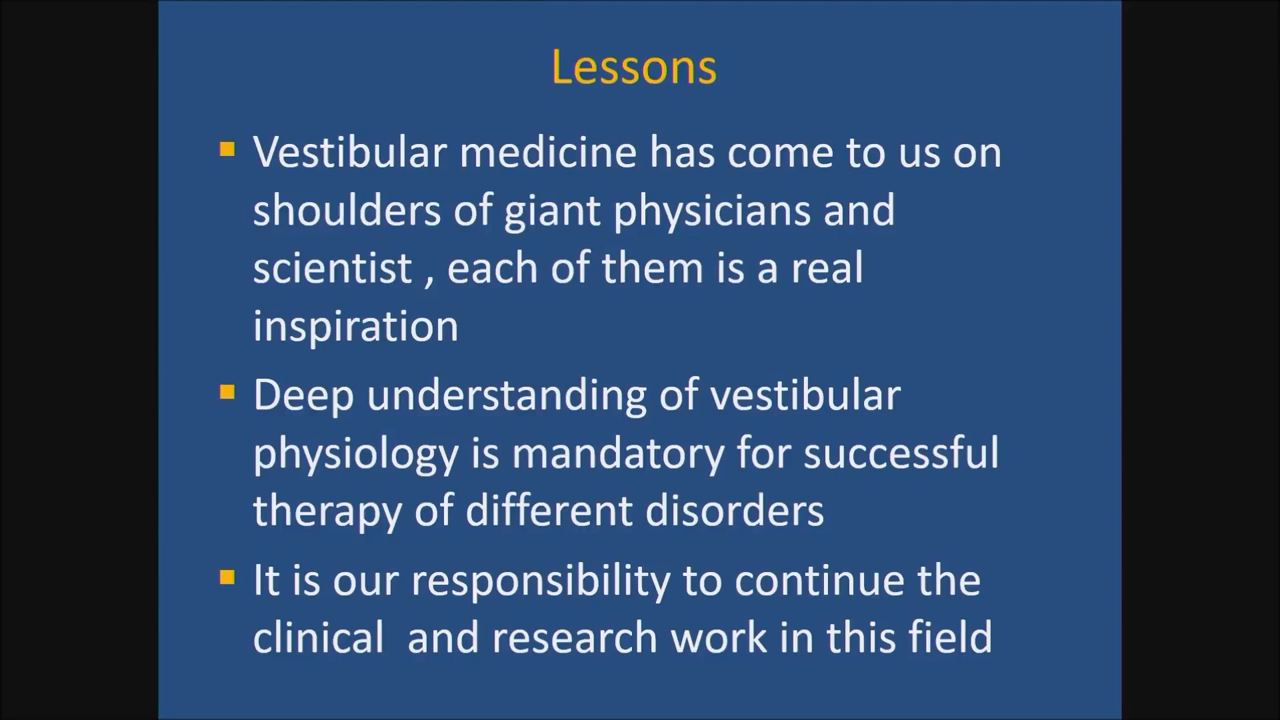 Lessons
Vestibular medicine has come to us on
shoulders of giant physicians and
scientist , each of them is a real
inspiration
Deep understanding of vestibular
physiology is mandatory for successful
therapy of different disorders
It is our responsibility to continue the
clinical  and research work in this field